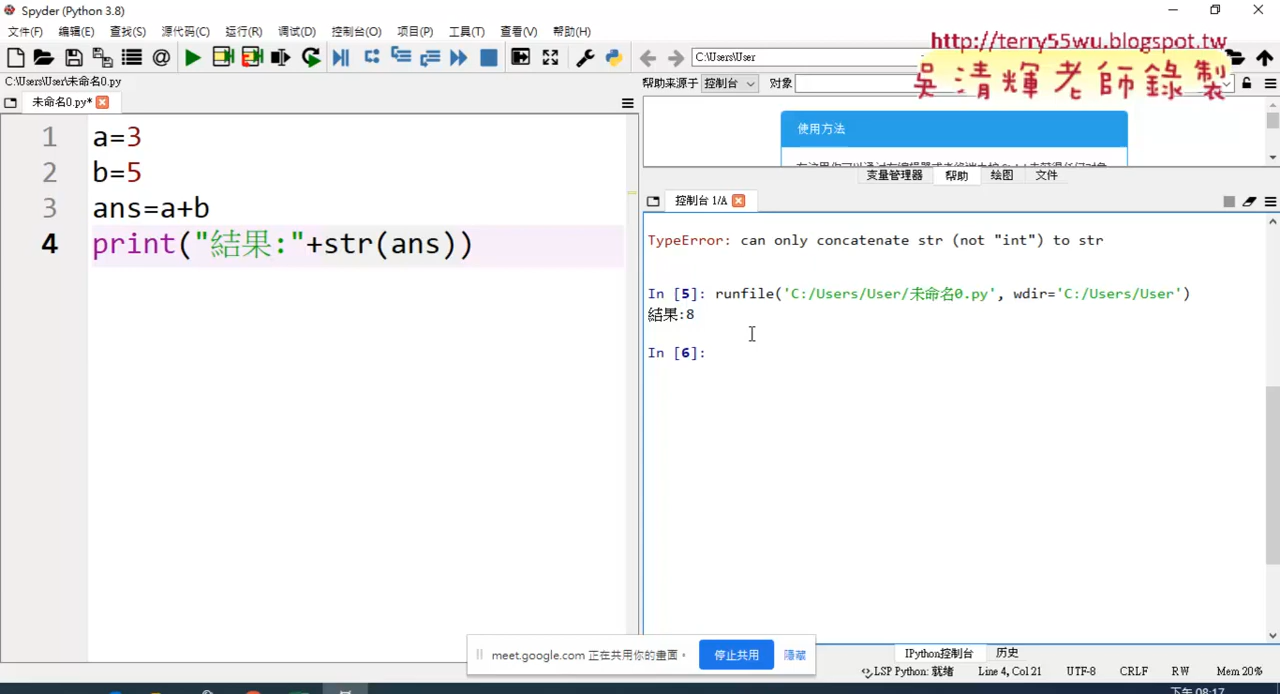 Spyder (Python 3.8)
文件(F) 编辑(E) 查找(S) 源代码(C) 运行(R) 调试(D) 控制台(O) 项目(P) 工具(T) 查看(V) 帮助(H)
http://terry55wu.blogspot.tw
吳清輝老師錄製
C:\Users\User
C:\Users\User\未命名0.py
帮助来源于 控制台 对象
未命名0.py*
使用方法
变量管理器 帮助 绘图 文件
控制台 1/A
1 a=3
2 b=5
3 ans=a+b
4 print("結果:"+str(ans))
TypeError: can only concatenate str (not "int") to str
In [5]: runfile('C:/Users/User/未命名0.py', wdir='C:/Users/User')
結果:8
In [6]:
meet.google.com 正在共用你的畫面。 停止共用 隱藏
IPython控制台 历史
LSP Python: 就绪 Line 4, Col 21 UTF-8 CRLF RW Mem 20%
下午 08:17